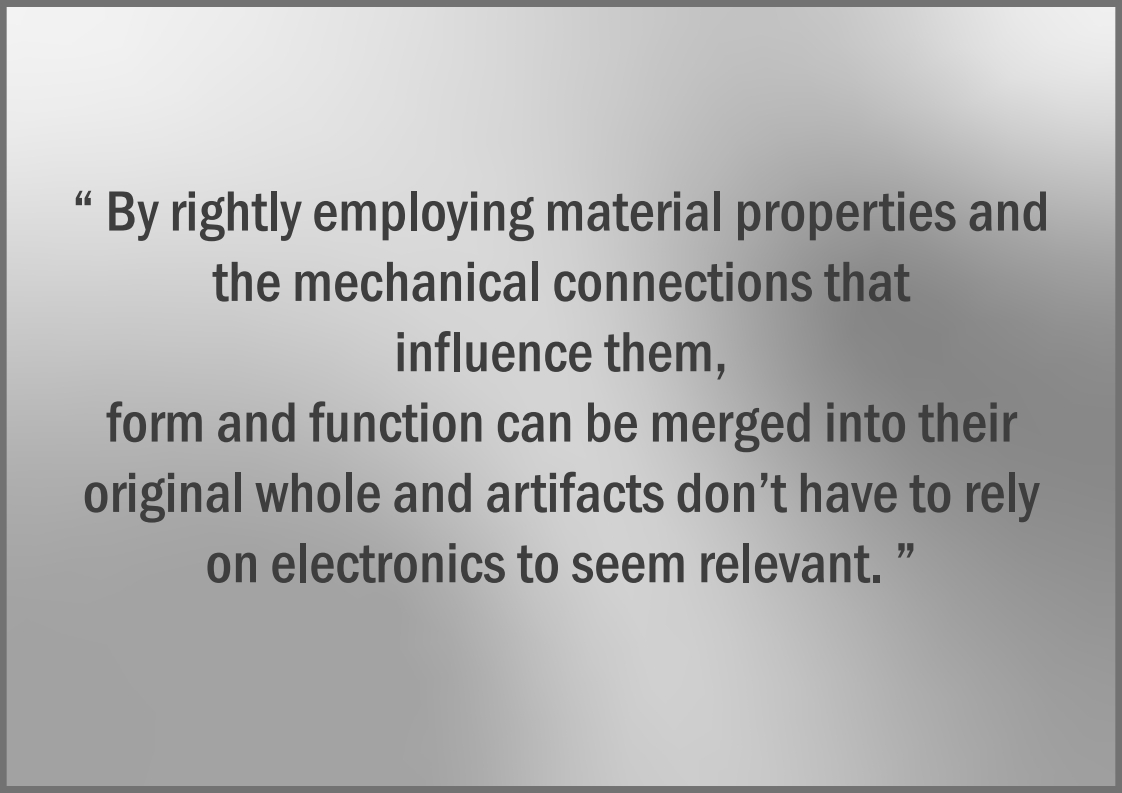 “ By rightly employing material properties and
the mechanical connections that
influence them,
form and function can be merged into their
original whole and artifacts don’t have to rely
on electronics to seem relevant. ”